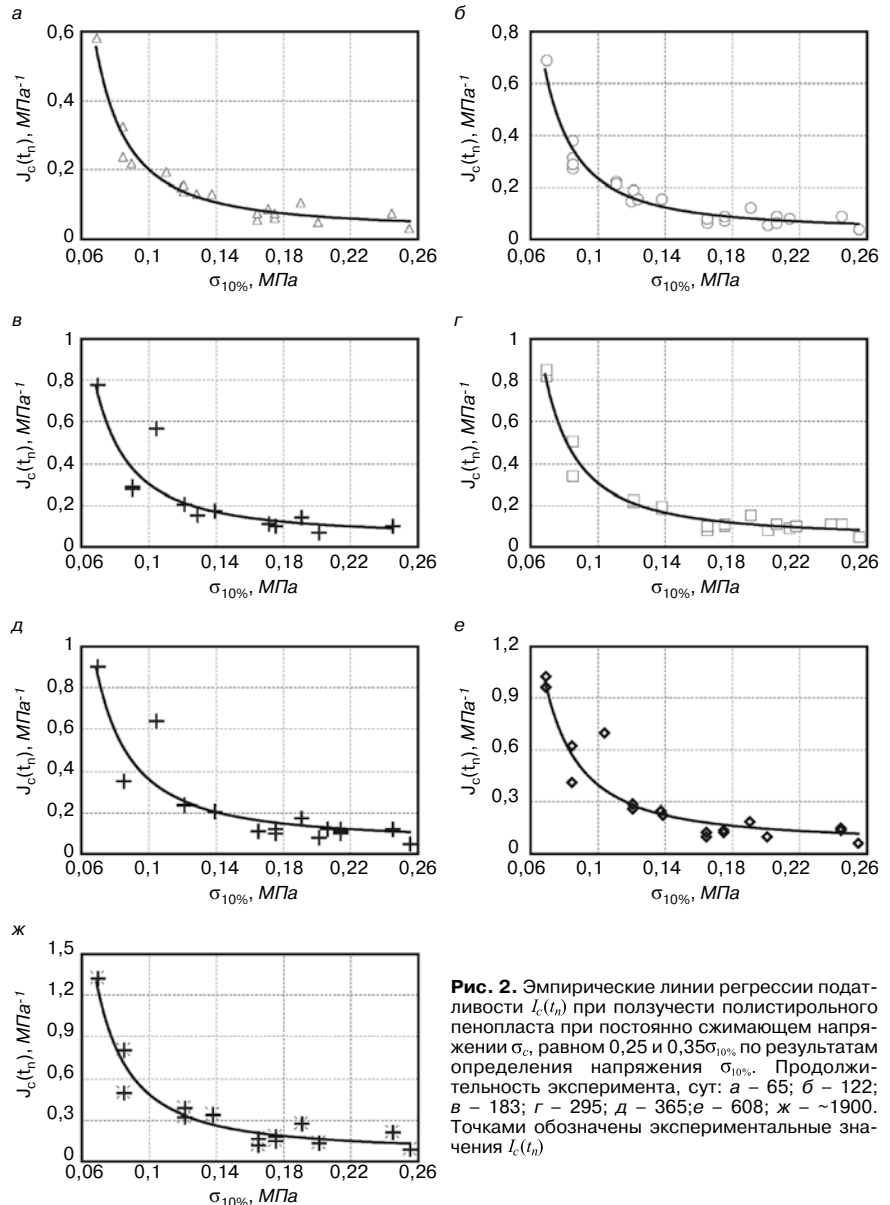 а
0,6
0,4
0,2
0
J_c(t_n), МПа⁻¹
0,06 0,1 0,14 0,18 0,22 0,26
σ_10%, МПа
б
0,8
0,6
0,4
0,2
0
J_c(t_n), МПа⁻¹
0,06 0,1 0,14 0,18 0,22 0,26
σ_10%, МПа
в
1
0,8
0,6
0,4
0,2
0
J_c(t_n), МПа⁻¹
0,06 0,1 0,14 0,18 0,22 0,26
σ_10%, МПа
г
1
0,8
0,6
0,4
0,2
0
J_c(t_n), МПа⁻¹
0,06 0,1 0,14 0,18 0,22 0,26
σ_10%, МПа
д
1
0,8
0,6
0,4
0,2
0
J_c(t_n), МПа⁻¹
0,06 0,1 0,14 0,18 0,22 0,26
σ_10%, МПа
е
1,2
0,9
0,6
0,3
0
J_c(t_n), МПа⁻¹
0,06 0,1 0,14 0,18 0,22 0,26
σ_10%, МПа
ж
1,5
1,2
0,9
0,6
0,3
0
J_c(t_n), МПа⁻¹
0,06 0,1 0,14 0,18 0,22 0,26
σ_10%, МПа
Рис. 2. Эмпирические линии регрессии подат-
ливости I_c(t_n) при ползучести полистирольного
пенопласта при постоянно сжимающем напря-
жении σ_c, равном 0,25 и 0,35σ_10% по результатам
определения напряжения σ_10%. Продолжи-
тельность эксперимента, сут: а – 65; б – 122;
в – 183; г – 295; д – 365;е – 608; ж – ~1900.
Точками обозначены экспериментальные зна-
чения I_c(t_n)